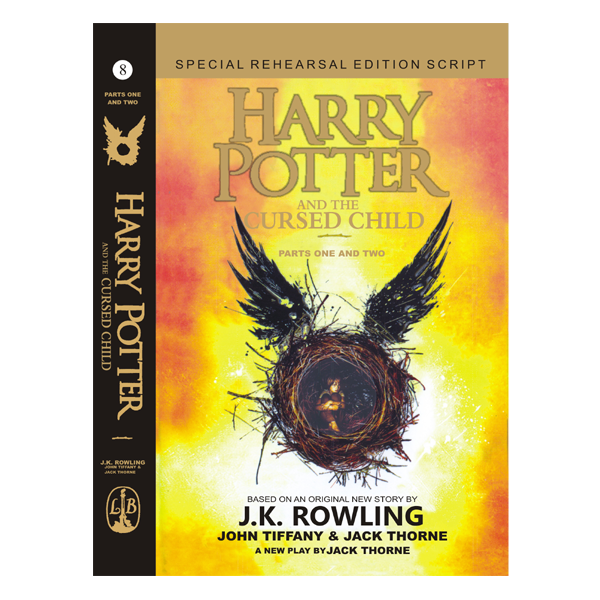 8
PARTS ONE
AND TWO
HARRY POTTER
AND THE CURSED CHILD
J.K. ROWLING
JOHN TIFFANY &
JACK THORNE
L B
SPECIAL REHEARSAL EDITION SCRIPT
HARRY
POTTER
AND THE
CURSED CHILD
PARTS ONE AND TWO
BASED ON AN ORIGINAL NEW STORY BY
J.K. ROWLING
JOHN TIFFANY & JACK THORNE
A NEW PLAY BY JACK THORNE